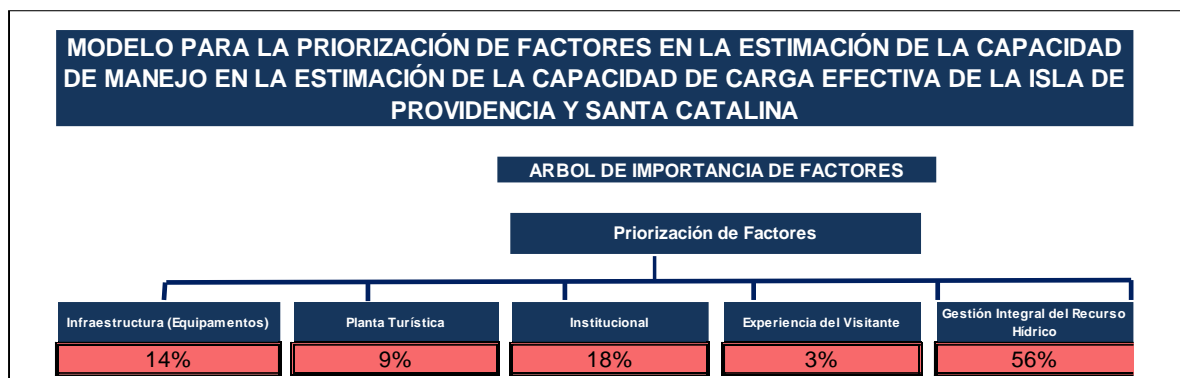 MODELO PARA LA PRIORIZACIÓN DE FACTORES EN LA ESTIMACIÓN DE LA CAPACIDAD
DE MANEJO EN LA ESTIMACIÓN DE LA CAPACIDAD DE CARGA EFECTIVA DE LA ISLA DE
PROVIDENCIA Y SANTA CATALINA
ARBOL DE IMPORTANCIA DE FACTORES
Priorización de Factores
Infraestructura (Equipamentos)
14%
Planta Turística
9%
Institucional
18%
Experiencia del Visitante
3%
Gestión Integral del Recurso
Hídrico
56%